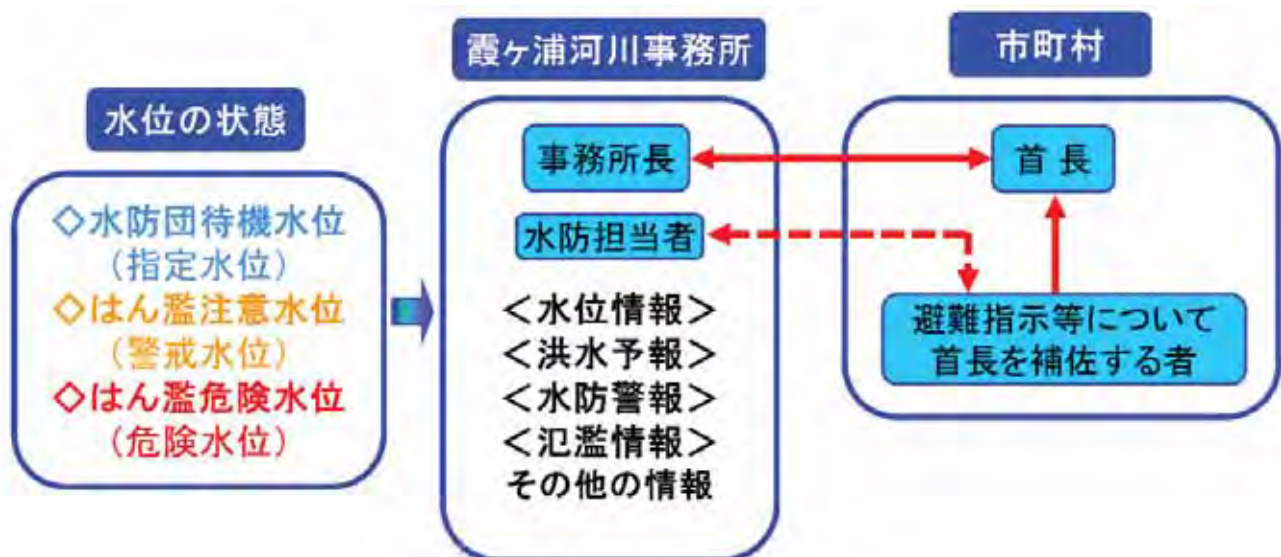 水位の状態
◇水防団待機水位
(指定水位)
◇はん濫注意水位
(警戒水位)
◇はん濫危険水位
(危険水位)
霞ヶ浦河川事務所
事務所長
水防担当者
＜水位情報＞
＜洪水予報＞
＜水防警報＞
＜氾濫情報＞
その他の情報
市町村
首 長
避難指示等について
首長を補佐する者